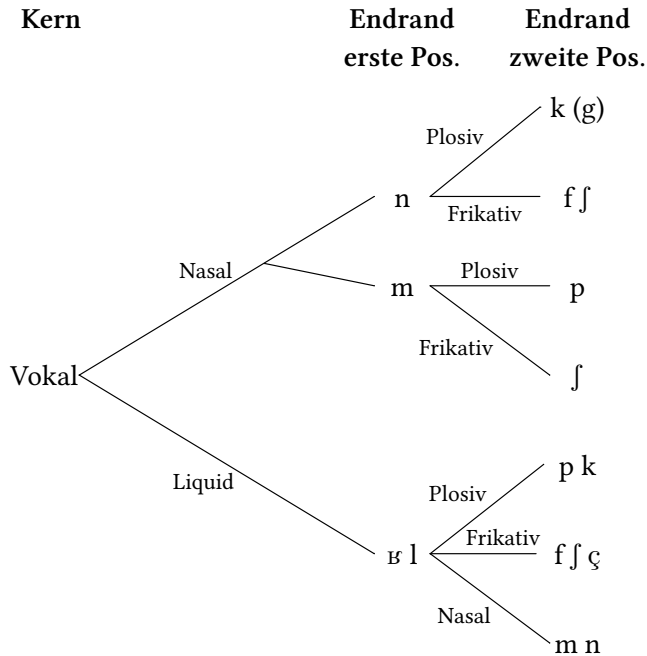 Kern Endrand Endrand
erste Pos. zweite Pos.
k (g)
Plosiv
n f ʃ
Frikativ
Nasal m Plosiv p
Frikativ
Vokal ʃ
Liquid p k
Plosiv
ʁ l Frikativ f ʃ ç
Nasal
m n